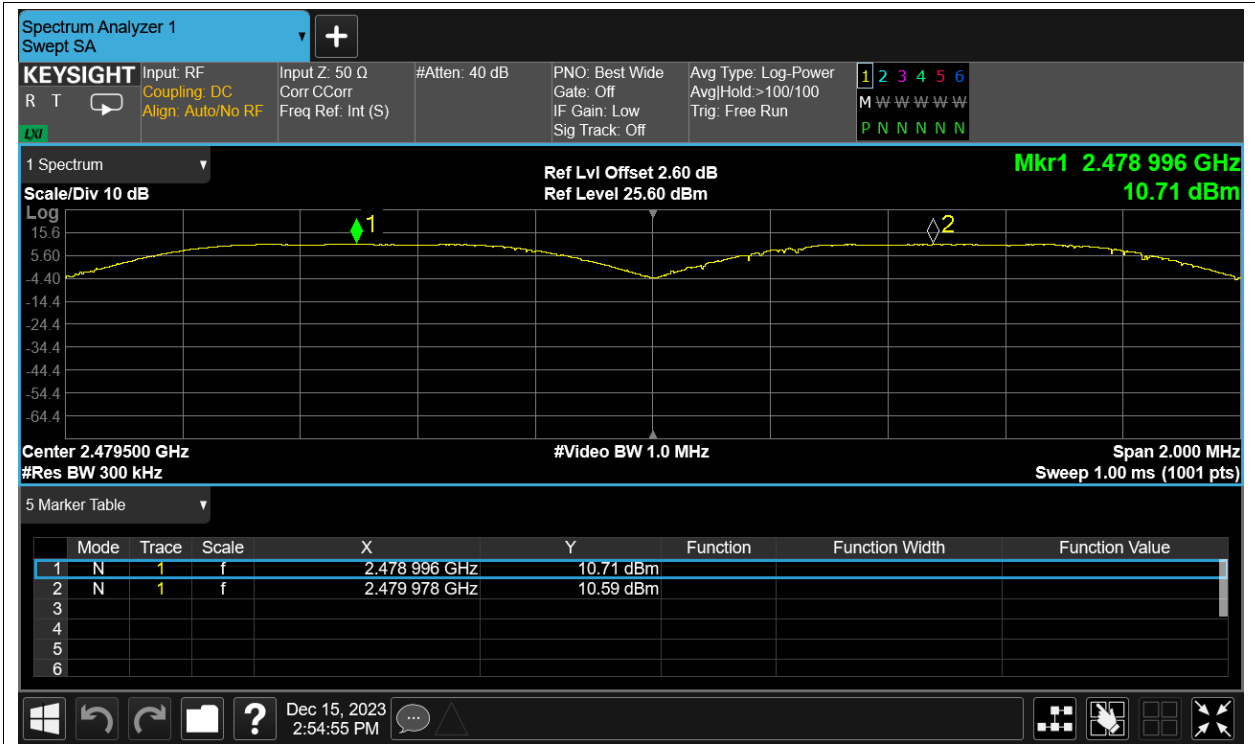 Spectrum Analyzer 1
Swept SA
KEYSIGHT
R T
LXI
Input: RF
Coupling: DC
Align: Auto/No RF
Input Z: 50 Ω
Corr CCorr
Freq Ref: Int (S)
#Atten: 40 dB
PNO: Best Wide
Gate: Off
IF Gain: Low
Sig Track: Off
Avg Type: Log-Power
Avg|Hold:>100/100
Trig: Free Run
1 2 3 4 5 6
M W W W W W
P N N N N N
1 Spectrum
Scale/Div 10 dB
Ref Lvl Offset 2.60 dB
Ref Level 25.60 dBm
Mkr1 2.478 996 GHz
10.71 dBm
Log
15.6
5.60
-4.40
-14.4
-24.4
-34.4
-44.4
-54.4
-64.4
1
2
Center 2.479500 GHz
#Res BW 300 kHz
#Video BW 1.0 MHz
Span 2.000 MHz
Sweep 1.00 ms (1001 pts)
5 Marker Table
Mode Trace Scale X Y Function Function Width Function Value
1 N 1 f 2.478 996 GHz 10.71 dBm
2 N 1 f 2.479 978 GHz 10.59 dBm
3
4
5
6
?
Dec 15, 2023
2:54:55 PM